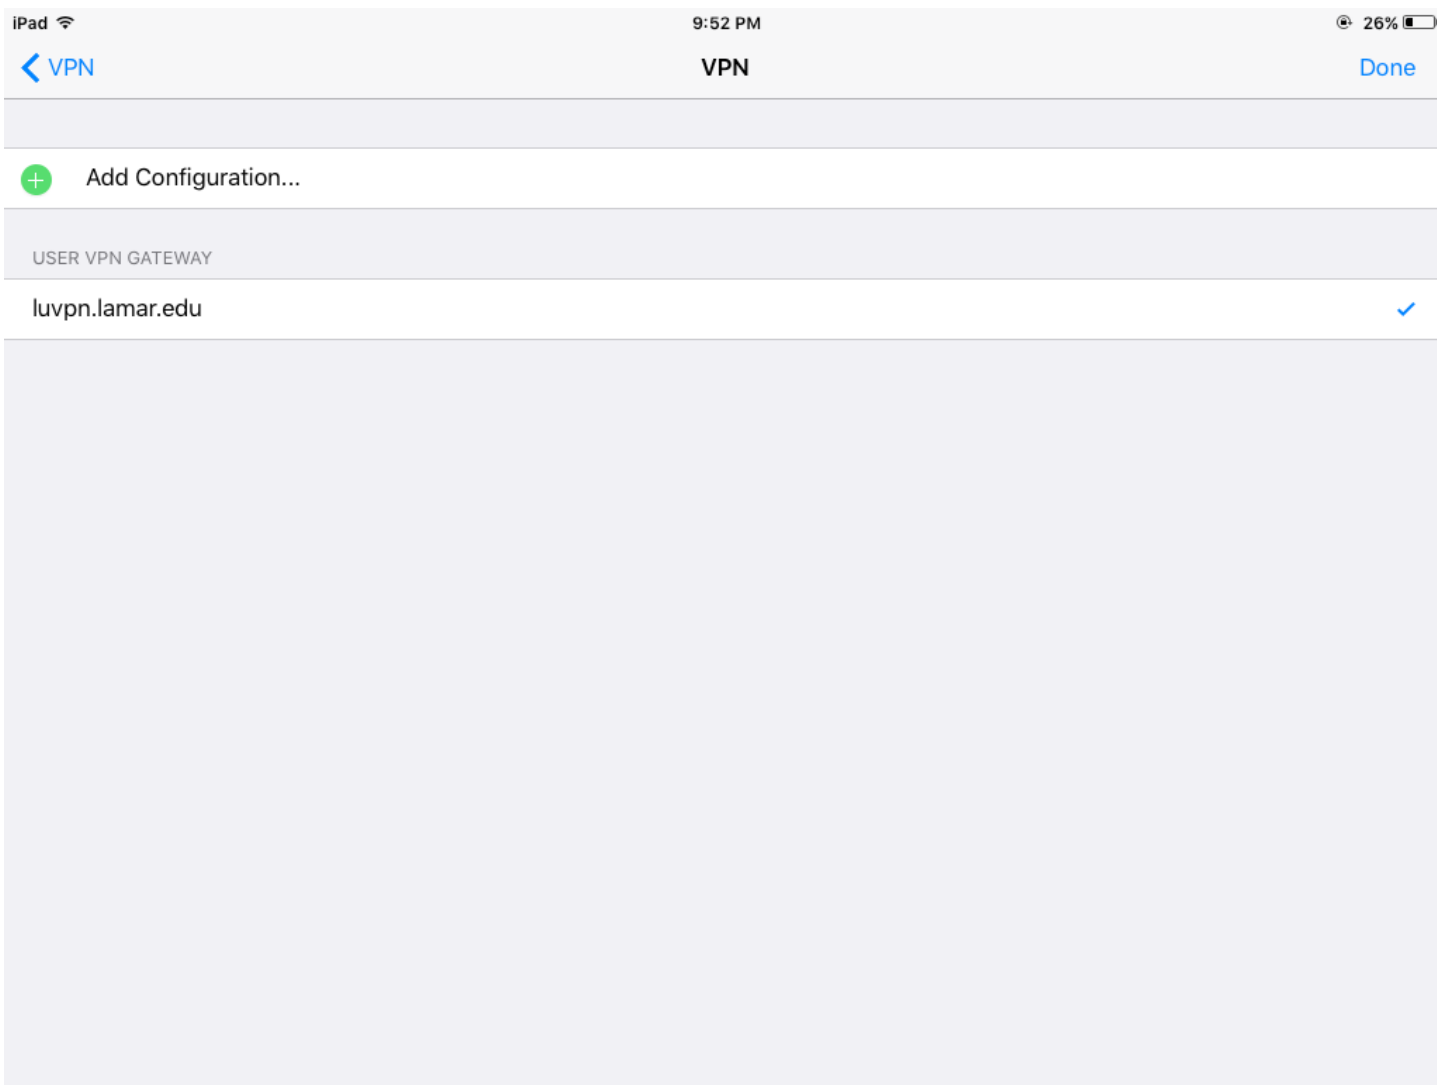 iPad 9:52 PM 26%
VPN VPN Done
Add Configuration...
USER VPN GATEWAY
luvpn.lamar.edu